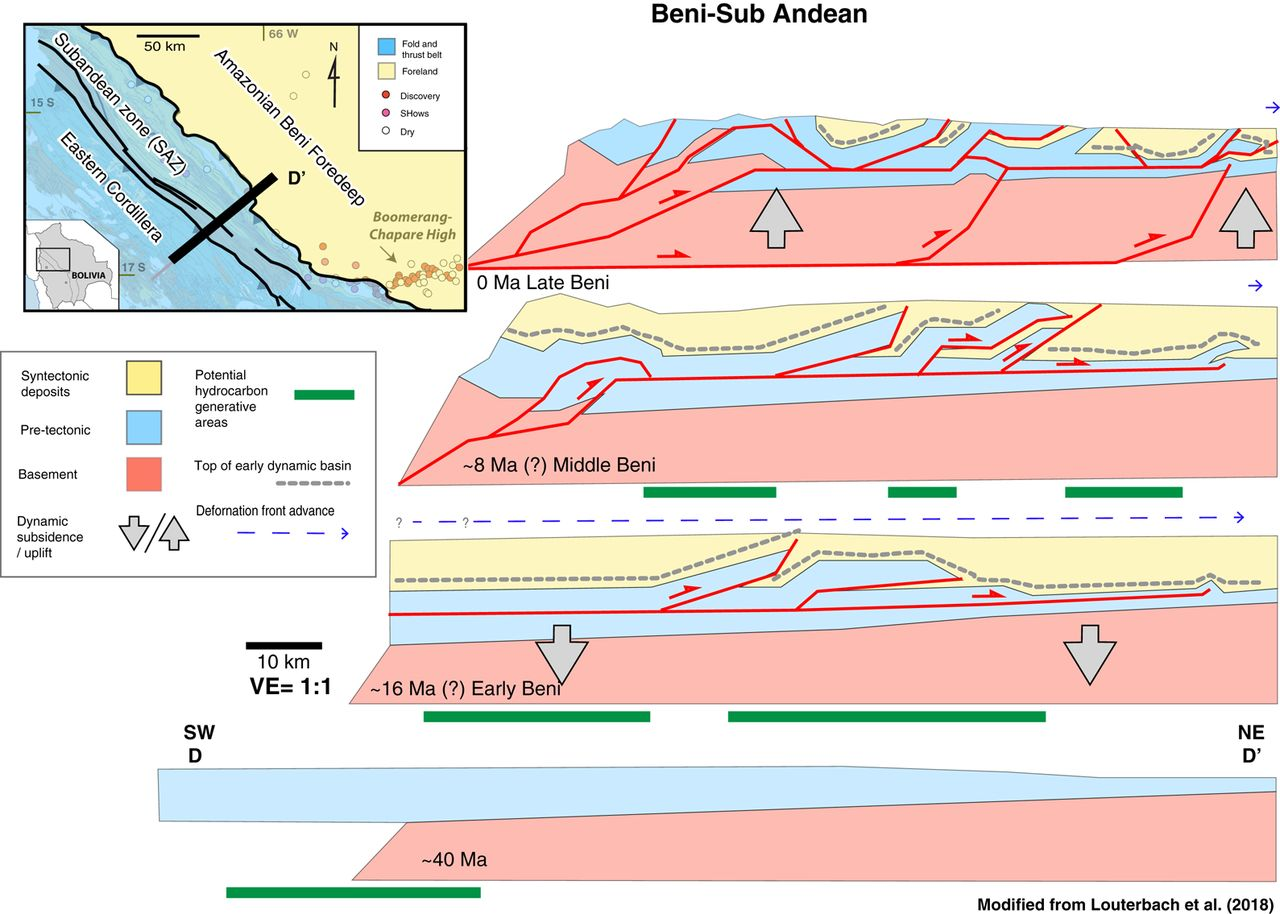 Beni-Sub Andean
50 km
66 W
N
15 S
17 S
Subandean zone (SAZ)
Eastern Cordillera
Amazonian Beni Foredeep
D'
Boomerang-
Chapare High
BOLIVIA
Fold and
thrust belt
Foreland
Discovery
SHows
Dry
0 Ma Late Beni
Syntectonic
deposits
Pre-tectonic
Basement
Dynamic
subsidence
/ uplift
Potential
hydrocarbon
generative
areas
Top of early dynamic basin
Defornation front advance
~8 Ma (?) Middle Beni
?
?
10 km
VE= 1:1
~16 Ma (?) Early Beni
SW
D
NE
D’
~40 Ma
Modified from Louterbach et al. (2018)